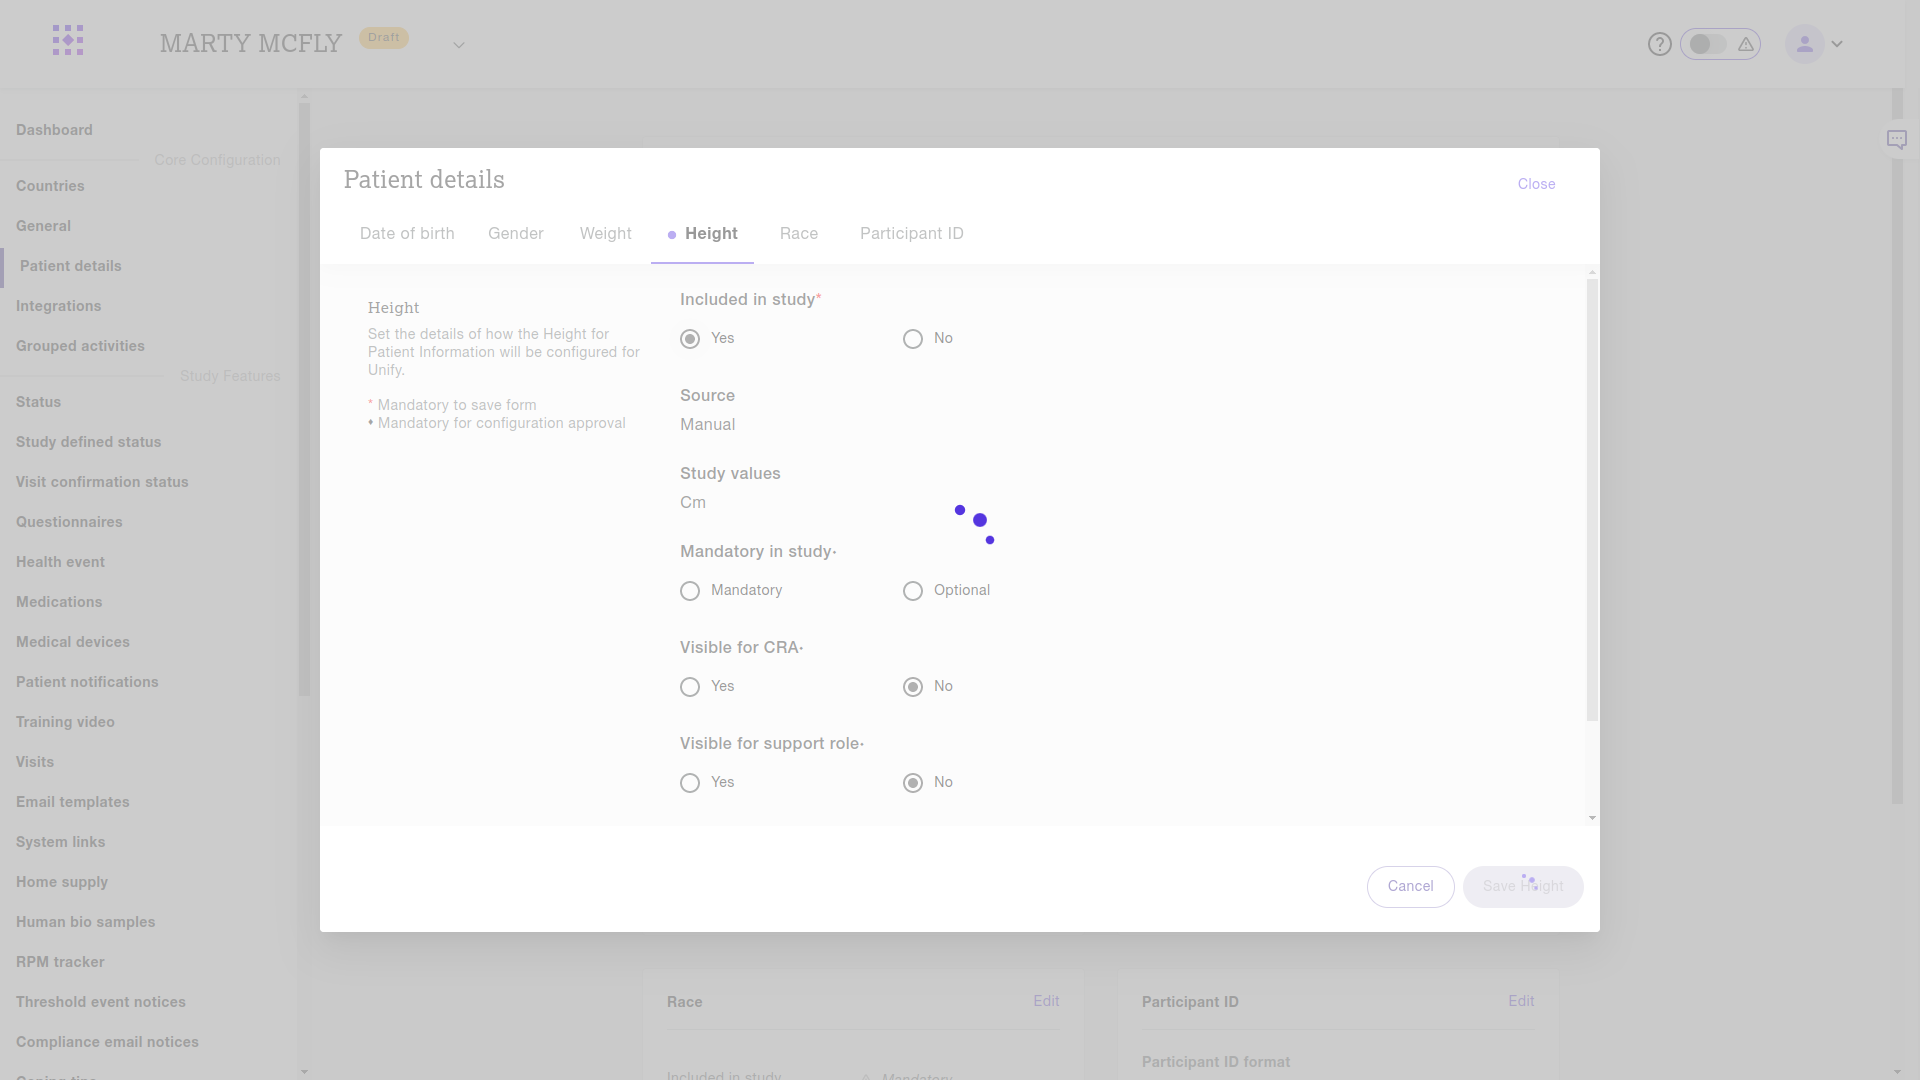 MARTY MCFLY
Draft
Dashboard
Core Configuration
Countries
General
Patient details
Integrations
Grouped activities
Study Features
Status
Study defined status
Visit confirmation status
Questionnaires
Health event
Medications
Medical devices
Patient notifications
Training video
Visits
Email templates
System links
Home supply
Human bio samples
RPM tracker
Threshold event notices
Compliance email notices
Patient details
Close
Date of birth
Gender
Weight
Height
Race
Participant ID
Height
Set the details of how the Height for
Patient Information will be configured for
Unify.
* Mandatory to save form
• Mandatory for configuration approval
Included in study*
Yes
No
Source
Manual
Study values
Cm
Mandatory in study•
Mandatory
Optional
Visible for CRA•
Yes
No
Visible for support role•
Yes
No
Cancel
Save Height
Race
Edit
Included in study
Mandatory
Participant ID
Edit
Participant ID format